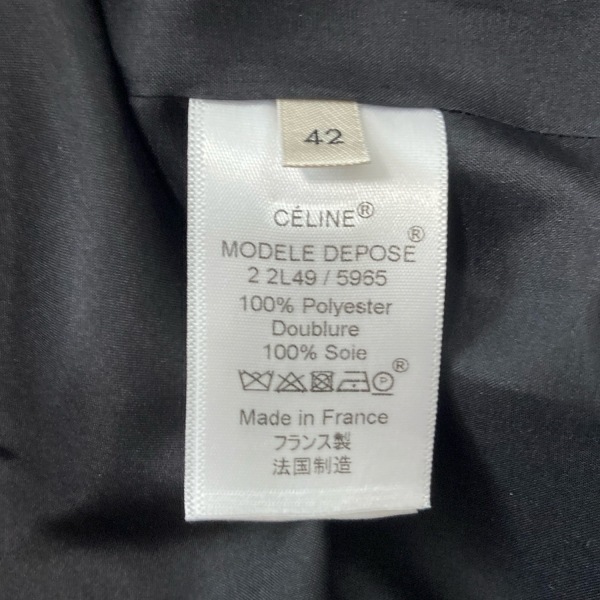 42
CÉLINE®
MODELE DEPOSE®
2 2L49 / 5965
100% Polyester
Doublure
100% Soie
P ®
Made in France
フランス製
法国制造